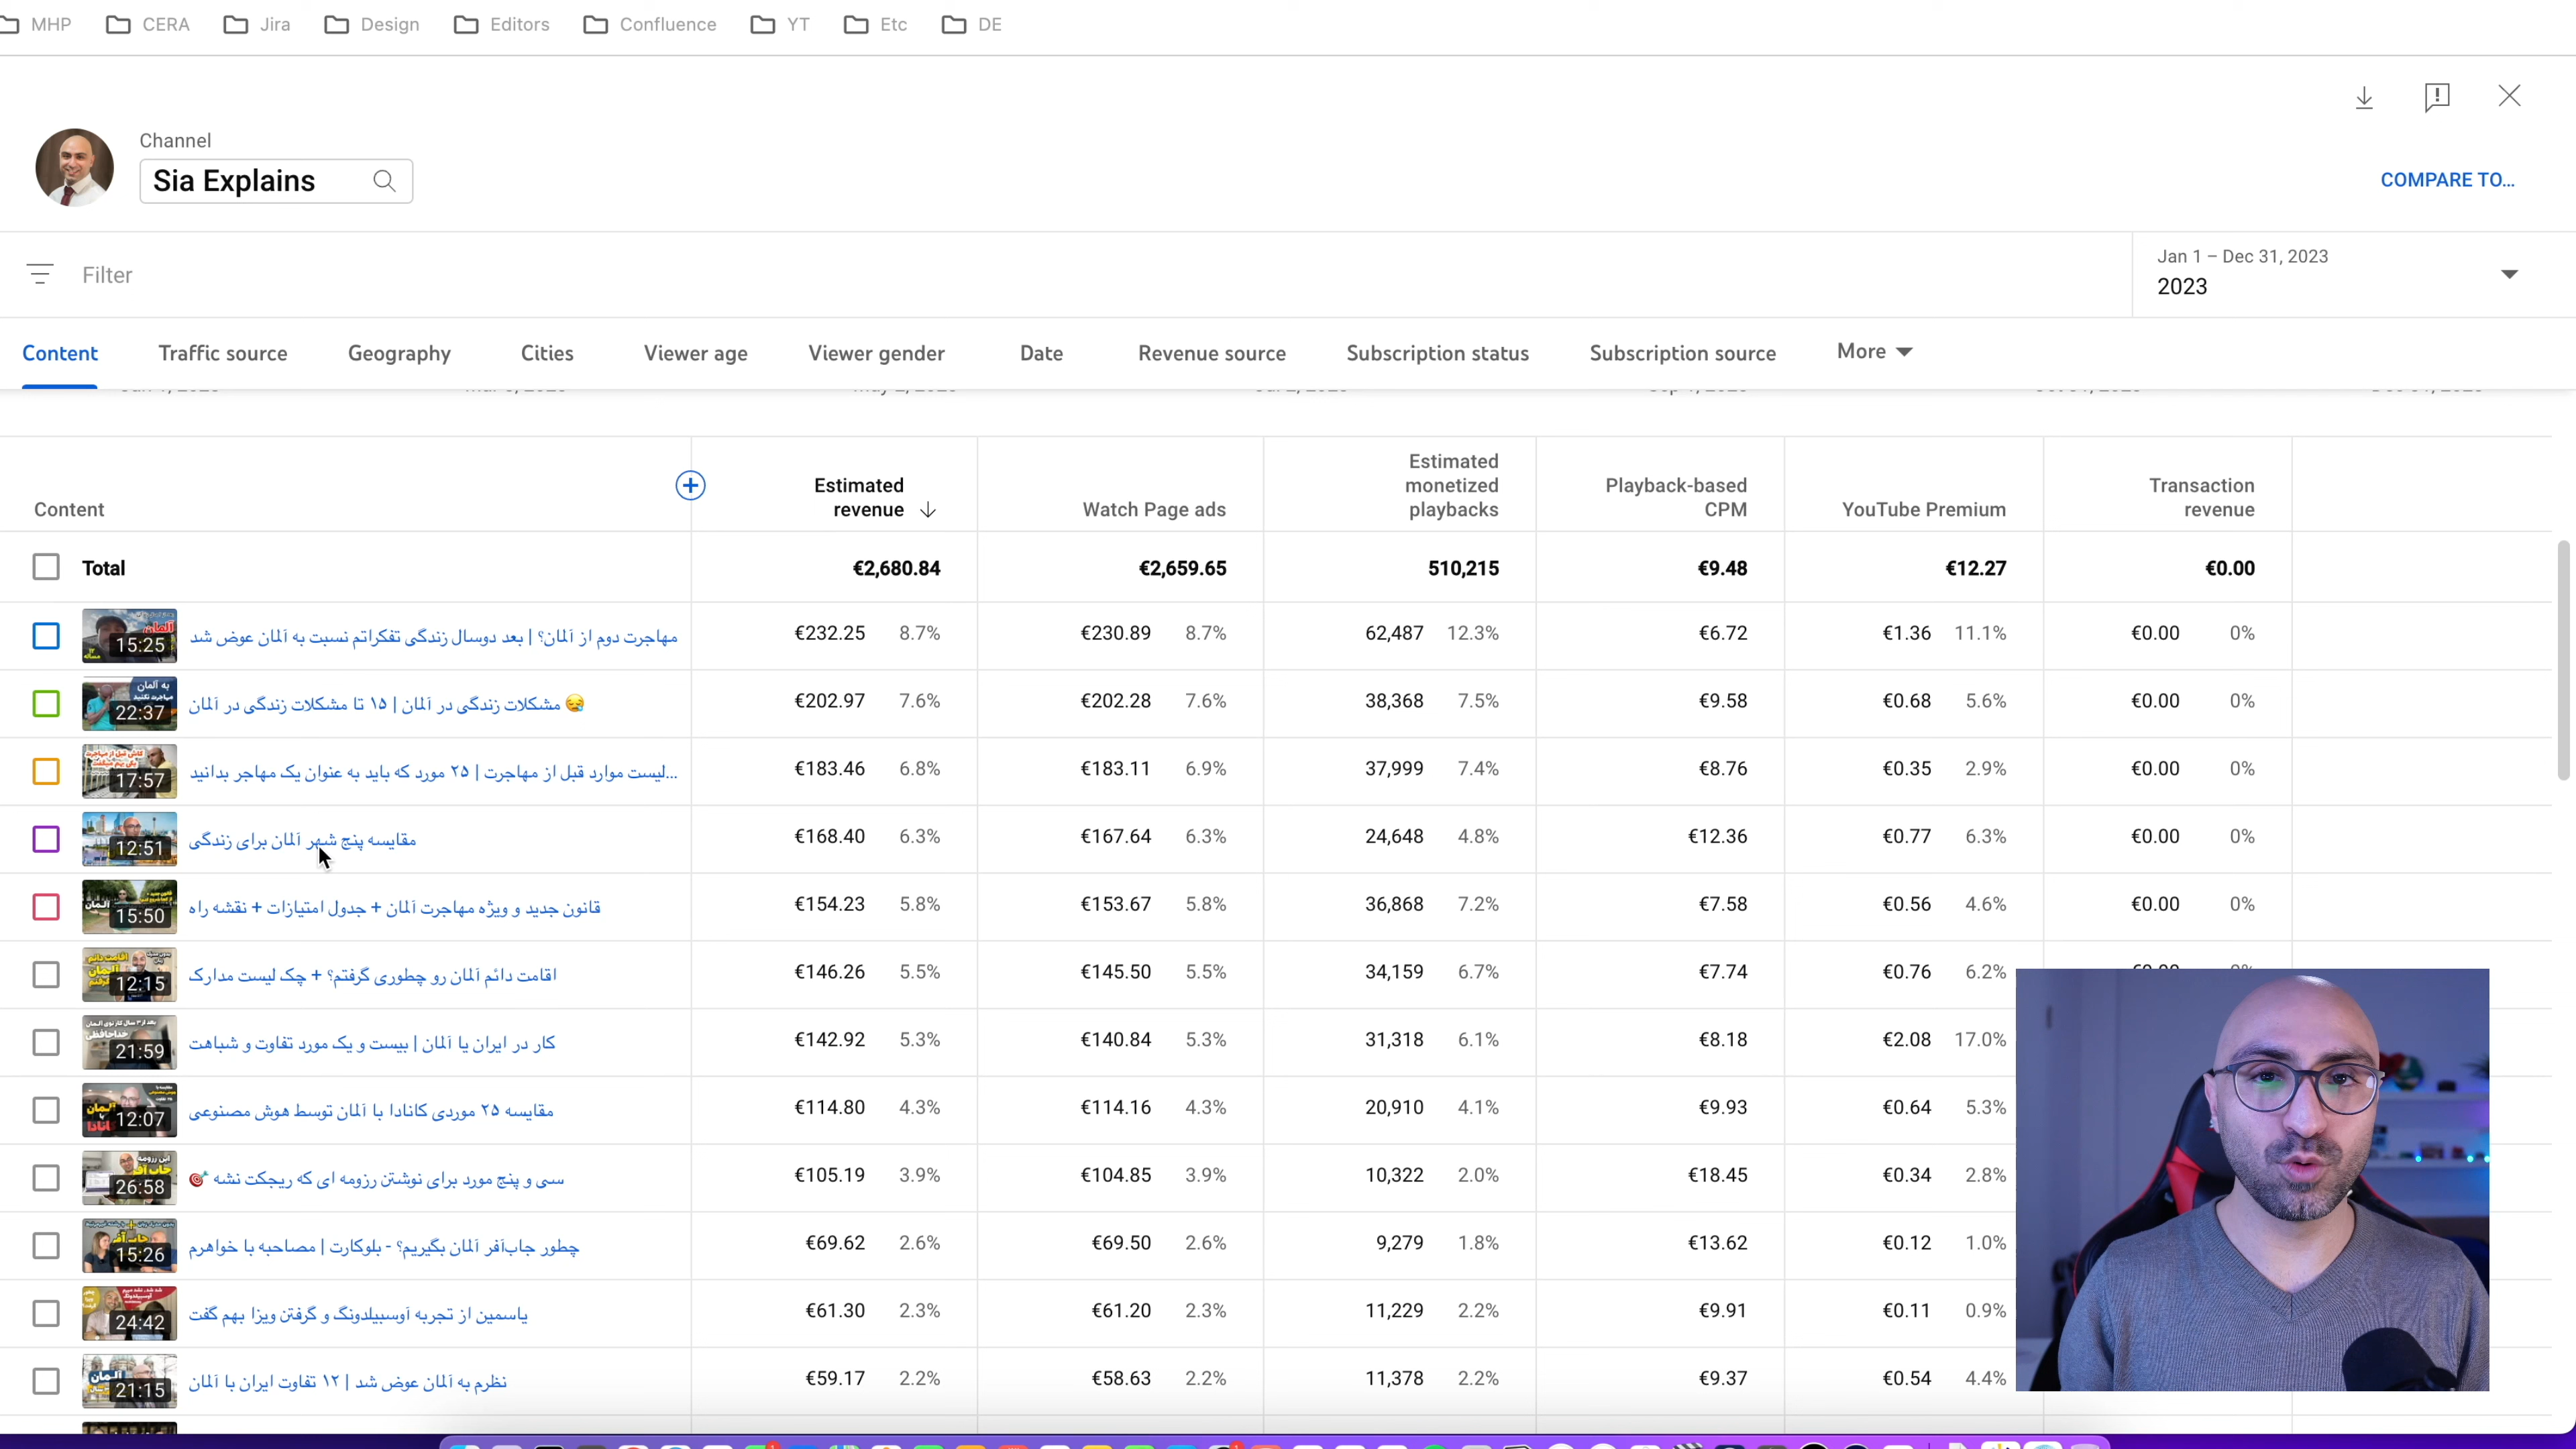 MHP CERA Jira Design Editors Confluence YT Etc DE
Channel
Sia Explains
COMPARE TO...
Filter
Jan 1 – Dec 31, 2023
2023
Content Traffic source Geography Cities Viewer age Viewer gender Date Revenue source Subscription status Subscription source More
Content
Estimated revenue
Watch Page ads
Estimated monetized playbacks
Playback-based CPM
YouTube Premium
Transaction revenue
Total €2,680.84 €2,659.65 510,215 €9.48 €12.27 €0.00
15:25 مهاجرت دوم از آلمان؟ | بعد دوسال زندگی تفکراتم نسبت به آلمان عوض شد €232.25 8.7% €230.89 8.7% 62,487 12.3% €6.72 €1.36 11.1% €0.00 0%
به آلمان
مهاجرت نکنید
22:37 😪 مشکلات زندگی در آلمان | ۱۵ تا مشکلات زندگی در آلمان €202.97 7.6% €202.28 7.6% 38,368 7.5% €9.58 €0.68 5.6% €0.00 0%
17:57 لیست موارد قبل از مهاجرت | ۲۵ مورد که باید به عنوان یک مهاجر بدانید... €183.46 6.8% €183.11 6.9% 37,999 7.4% €8.76 €0.35 2.9% €0.00 0%
12:51 مقایسه پنج شهر آلمان برای زندگی €168.40 6.3% €167.64 6.3% 24,648 4.8% €12.36 €0.77 6.3% €0.00 0%
15:50 قانون جدید و ویژه مهاجرت آلمان + جدول امتیازات + نقشه راه €154.23 5.8% €153.67 5.8% 36,868 7.2% €7.58 €0.56 4.6% €0.00 0%
12:15 اقامت دائم آلمان رو چطوری گرفتم؟ + چک لیست مدارک €146.26 5.5% €145.50 5.5% 34,159 6.7% €7.74 €0.76 6.2%
21:59 کار در ایران یا آلمان | بیست و یک مورد تفاوت و شباهت €142.92 5.3% €140.84 5.3% 31,318 6.1% €8.18 €2.08 17.0%
12:07 مقایسه ۲۵ موردی کانادا با آلمان توسط هوش مصنوعی €114.80 4.3% €114.16 4.3% 20,910 4.1% €9.93 €0.64 5.3%
26:58 سی و پنج مورد برای نوشتن رزومه ای که ریجکت نشه 🎯 €105.19 3.9% €104.85 3.9% 10,322 2.0% €18.45 €0.34 2.8%
15:26 چطور جاب‌آفر آلمان بگیریم؟ - بلوکارت | مصاحبه با خواهرم €69.62 2.6% €69.50 2.6% 9,279 1.8% €13.62 €0.12 1.0%
24:42 یاسمین از تجربه آوسبیلدونگ و گرفتن ویزا بهم گفت €61.30 2.3% €61.20 2.3% 11,229 2.2% €9.91 €0.11 0.9%
21:15 نظرم به آلمان عوض شد | ۱۲ تفاوت ایران با آلمان €59.17 2.2% €58.63 2.2% 11,378 2.2% €9.37 €0.54 4.4%